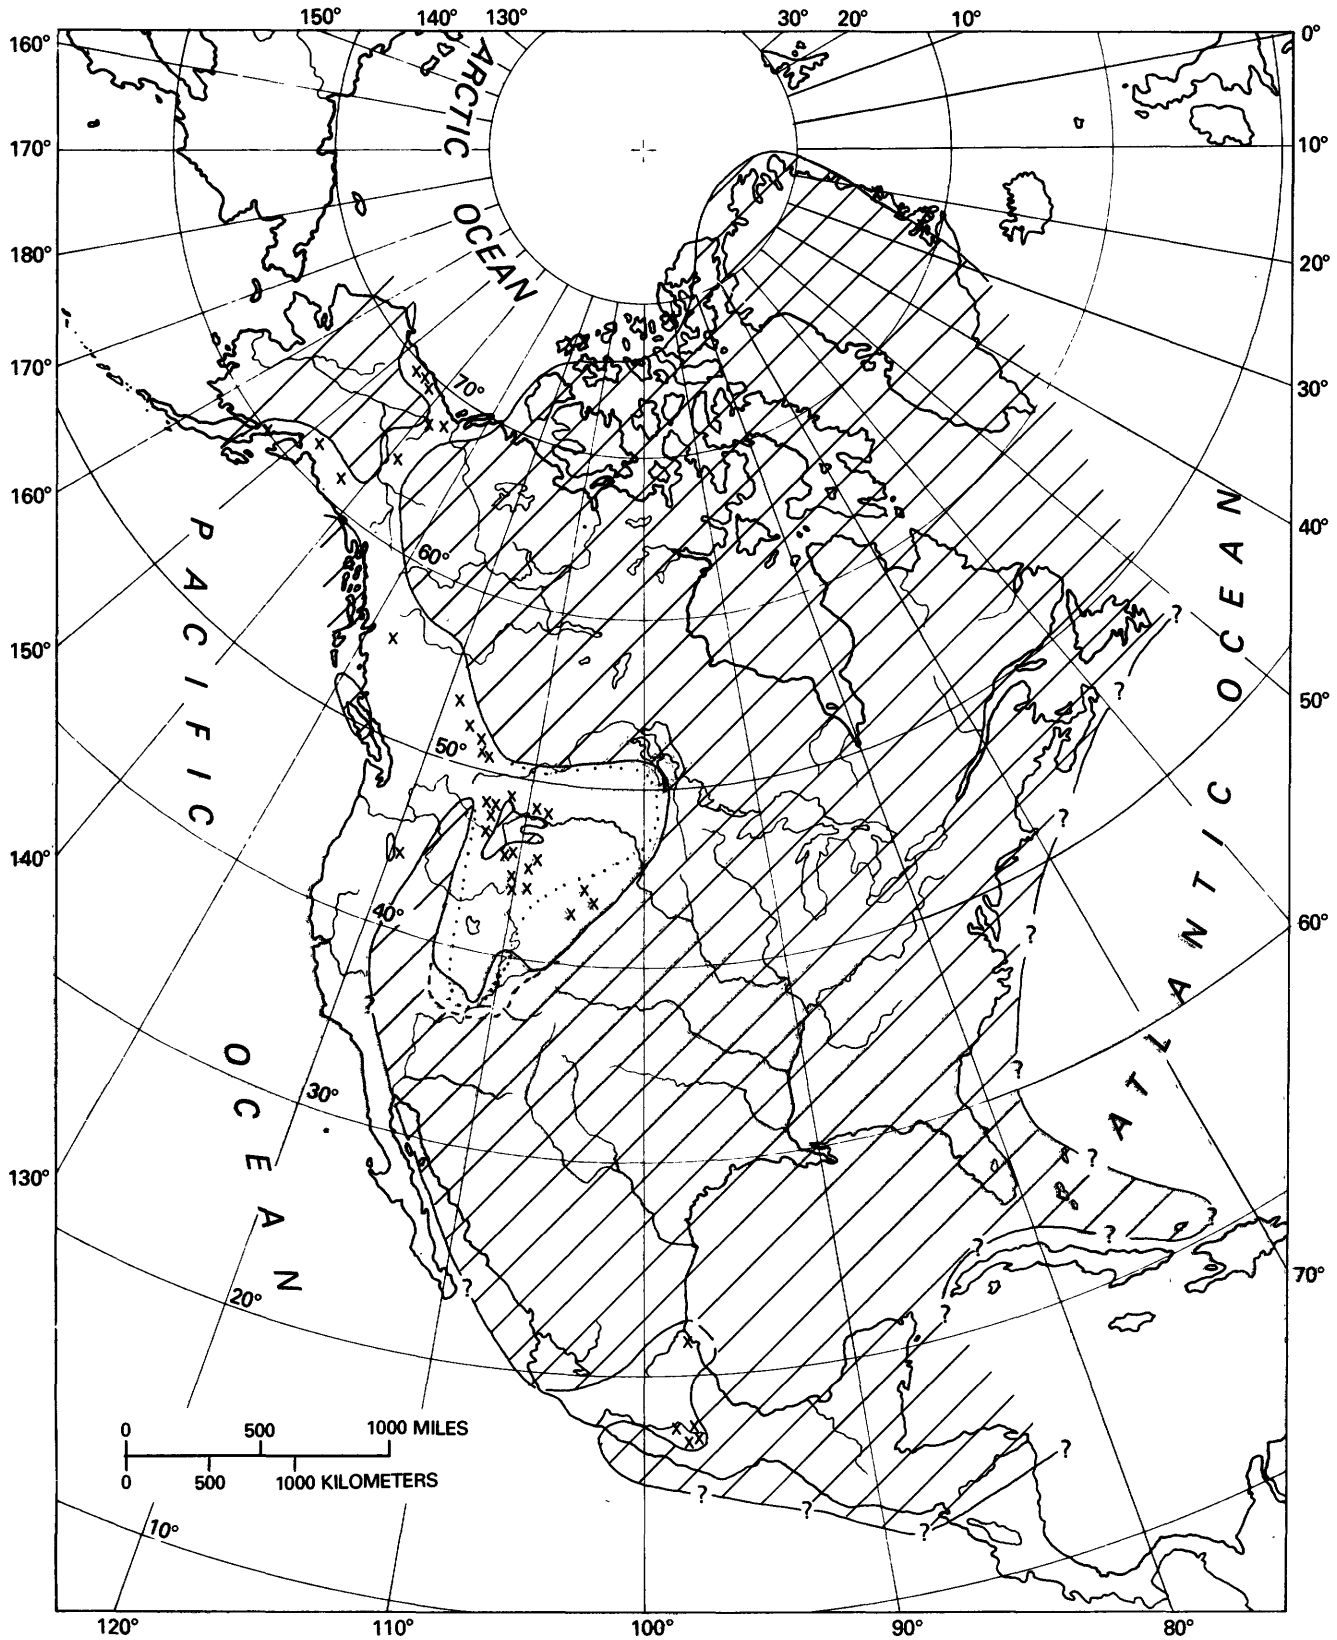 150° 140° 130° 30° 20° 10°
160° 0°
ARCTIC
170° 10°
OCEAN
180° 20°
170° 70° 30°
160° 40°
60°
150° 50°
50°
140° 60°
40°
30°
130° 70°
20°
10°
PACIFIC
OCEAN
ATLANTIC OCEAN
x x x x x x x x x x x x x x x x x x x x x x x x x x x x x x x x x x x x x x x
? ? ? ? ? ? ? ? ? ? ? ? ? ? ? ?
0 500 1000 MILES
0 500 1000 KILOMETERS
120° 110° 100° 90° 80°